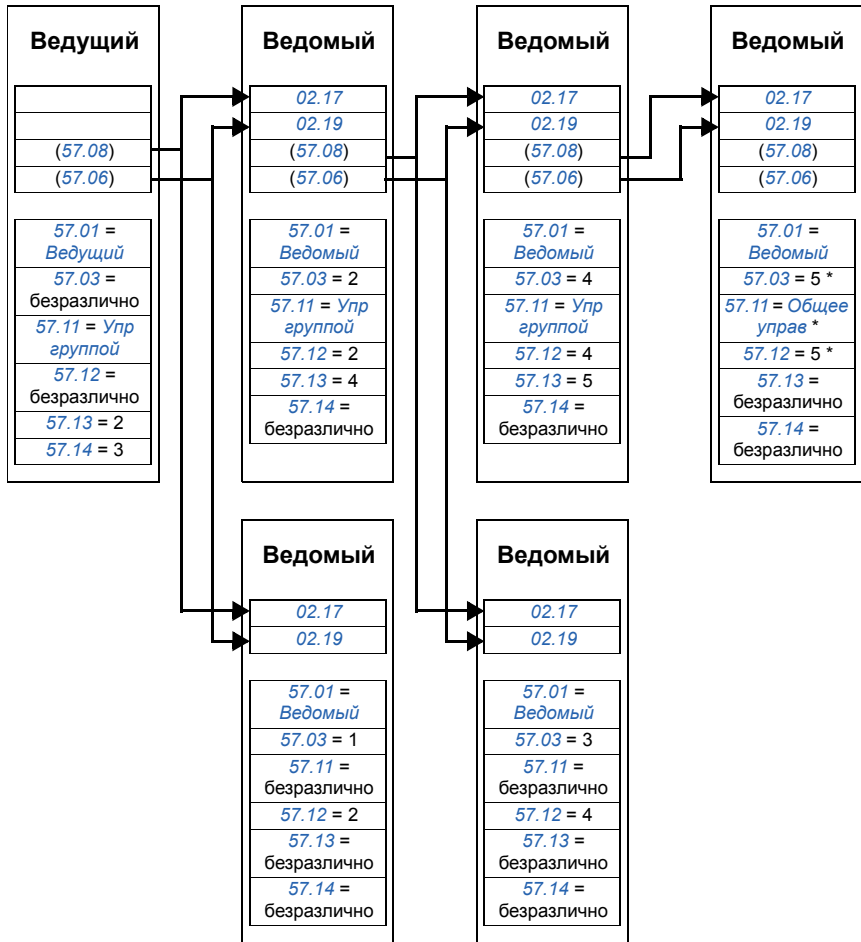 Ведущий
(57.08)
(57.06)
57.01 =
Ведущий
57.03 =
безразлично
57.11 = Упр
группой
57.12 =
безразлично
57.13 = 2
57.14 = 3
Ведомый
02.17
02.19
(57.08)
(57.06)
57.01 =
Ведомый
57.03 = 2
57.11 = Упр
группой
57.12 = 2
57.13 = 4
57.14 =
безразлично
Ведомый
02.17
02.19
(57.08)
(57.06)
57.01 =
Ведомый
57.03 = 4
57.11 = Упр
группой
57.12 = 4
57.13 = 5
57.14 =
безразлично
Ведомый
02.17
02.19
(57.08)
(57.06)
57.01 =
Ведомый
57.03 = 5 *
57.11 = Общее
управ *
57.12 = 5 *
57.13 =
безразлично
57.14 =
безразлично
Ведомый
02.17
02.19
57.01 =
Ведомый
57.03 = 1
57.11 =
безразлично
57.12 = 2
57.13 =
безразлично
57.14 =
безразлично
Ведомый
02.17
02.19
57.01 =
Ведомый
57.03 = 3
57.11 =
безразлично
57.12 = 4
57.13 =
безразлично
57.14 =
безразлично